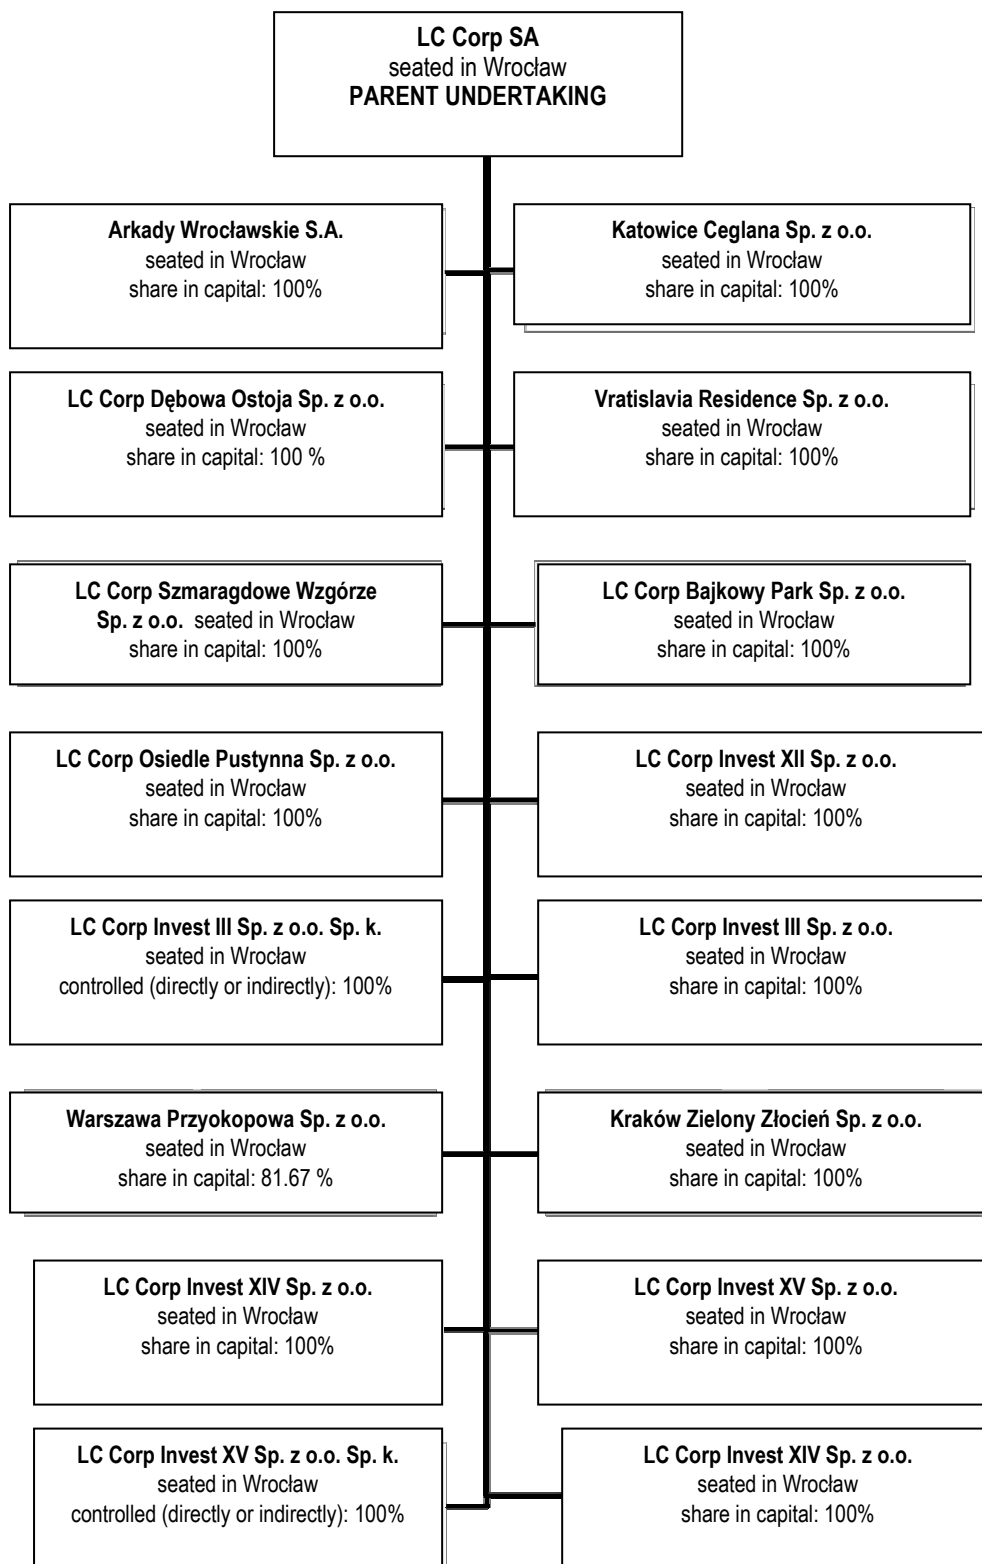 LC Corp SA
seated in Wrocław
PARENT UNDERTAKING
Arkady Wrocławskie S.A.
seated in Wrocław
share in capital: 100%
Katowice Ceglana Sp. z o.o.
seated in Wrocław
share in capital: 100%
LC Corp Dębowa Ostoja Sp. z o.o.
seated in Wrocław
share in capital: 100 %
Vratislavia Residence Sp. z o.o.
seated in Wrocław
share in capital: 100%
LC Corp Szmaragdowe Wzgórze
Sp. z o.o. seated in Wrocław
share in capital: 100%
LC Corp Bajkowy Park Sp. z o.o.
seated in Wrocław
share in capital: 100%
LC Corp Osiedle Pustynna Sp. z o.o.
seated in Wrocław
share in capital: 100%
LC Corp Invest XII Sp. z o.o.
seated in Wrocław
share in capital: 100%
LC Corp Invest III Sp. z o.o. Sp. k.
seated in Wrocław
controlled (directly or indirectly): 100%
LC Corp Invest III Sp. z o.o.
seated in Wrocław
share in capital: 100%
Warszawa Przyokopowa Sp. z o.o.
seated in Wrocław
share in capital: 81.67 %
Kraków Zielony Złocień Sp. z o.o.
seated in Wrocław
share in capital: 100%
LC Corp Invest XIV Sp. z o.o.
seated in Wrocław
share in capital: 100%
LC Corp Invest XV Sp. z o.o.
seated in Wrocław
share in capital: 100%
LC Corp Invest XV Sp. z o.o. Sp. k.
seated in Wrocław
controlled (directly or indirectly): 100%
LC Corp Invest XIV Sp. z o.o.
seated in Wrocław
share in capital: 100%